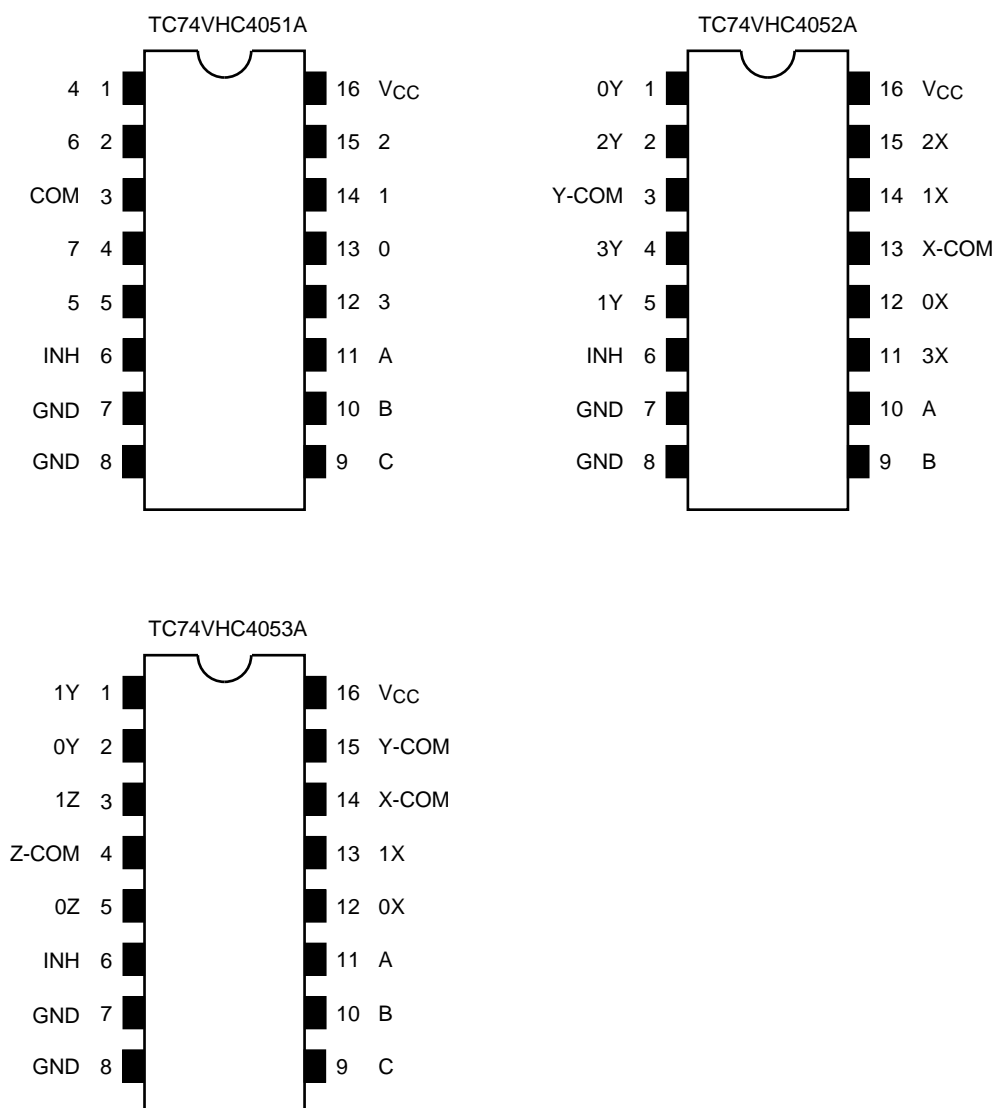 TC74VHC4051A
4 1 16 VCC
6 2 15 2
COM 3 14 1
7 4 13 0
5 5 12 3
INH 6 11 A
GND 7 10 B
GND 8 9 C
TC74VHC4052A
0Y 1 16 VCC
2Y 2 15 2X
Y-COM 3 14 1X
3Y 4 13 X-COM
1Y 5 12 0X
INH 6 11 3X
GND 7 10 A
GND 8 9 B
TC74VHC4053A
1Y 1 16 VCC
0Y 2 15 Y-COM
1Z 3 14 X-COM
Z-COM 4 13 1X
0Z 5 12 0X
INH 6 11 A
GND 7 10 B
GND 8 9 C